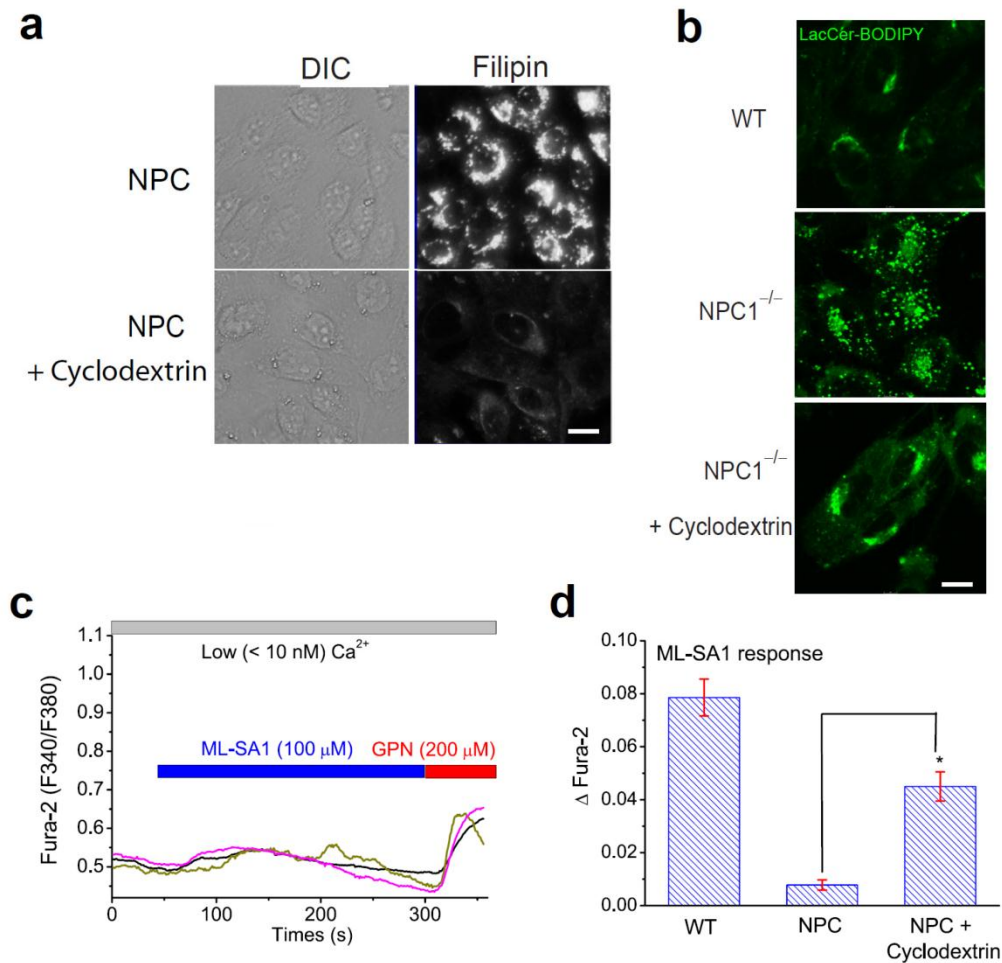 a
DIC Filipin
NPC
NPC
+ Cyclodextrin
b
LacCer-BODIPY
WT
NPC1−/−
NPC1−/−
+ Cyclodextrin
c
Low (< 10 nM) Ca2+
ML-SA1 (100 μM) GPN (200 μM)
Fura-2 (F340/F380)
1.1
1.0
0.9
0.8
0.7
0.6
0.5
0 100 200 300
Times (s)
d
ML-SA1 response
Δ Fura-2
0.10
0.08
0.06
0.04
0.02
0.00
*
WT NPC NPC +
Cyclodextrin